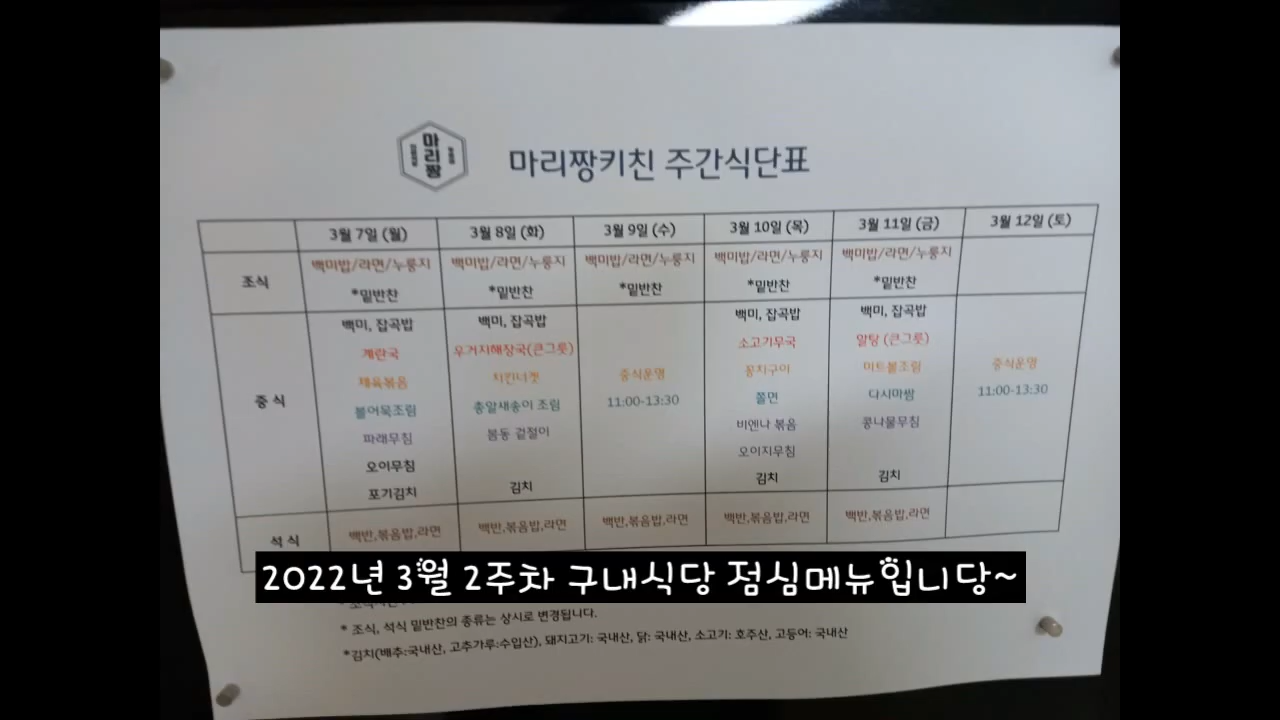 마리짱
마리짱키친 주간식단표
3월 7일 (월) 3월 8일 (화) 3월 9일 (수) 3월 10일 (목) 3월 11일 (금) 3월 12일 (토)
조식
백미밥/라면/누룽지 백미밥/라면/누룽지 백미밥/라면/누룽지 백미밥/라면/누룽지 백미밥/라면/누룽지
*밑반찬 *밑반찬 *밑반찬 *밑반찬 *밑반찬
중식
백미, 잡곡밥 백미, 잡곡밥 백미, 잡곡밥 백미, 잡곡밥
계란국 우거지해장국(큰그릇) 소고기무국 알탕 (큰그릇)
제육볶음 치킨너겟 중식운영 꽁치구이 미트볼조림 중식운영
봉어묵조림 총알새송이 조림 11:00-13:30 쫄면 다시마쌈 11:00-13:30
파래무침 봄동 겉절이 비엔나 볶음 콩나물무침
오이무침 오이지무침
포기김치 김치 김치 김치
석식
백반,볶음밥,라면 백반,볶음밥,라면 백반,볶음밥,라면 백반,볶음밥,라면 백반,볶음밥,라면
2022년 3월 2주차 구내식당 점심메뉴입니당~
* 조식, 석식 밑반찬의 종류는 상시로 변경됩니다.
*김치(배추:국내산, 고추가루:수입산), 돼지고기: 국내산, 닭: 국내산, 소고기: 호주산, 고등어: 국내산